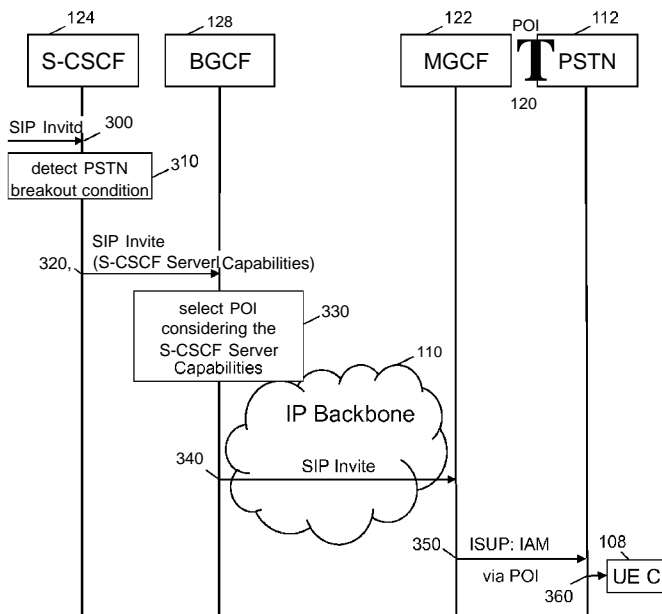 124
128
122
POI
112
S-CSCF
BGCF
MGCF
T
PSTN
120
SIP Invitd
300
detect PSTN
breakout condition
310
SIP Invite
(S-CSCF Server Capabilities)
320,
select POI
considering the
S-CSCF Server
Capabilities
330
110
IP Backbone
340
SIP Invite
350
ISUP: IAM
via POI
108
UE C
360